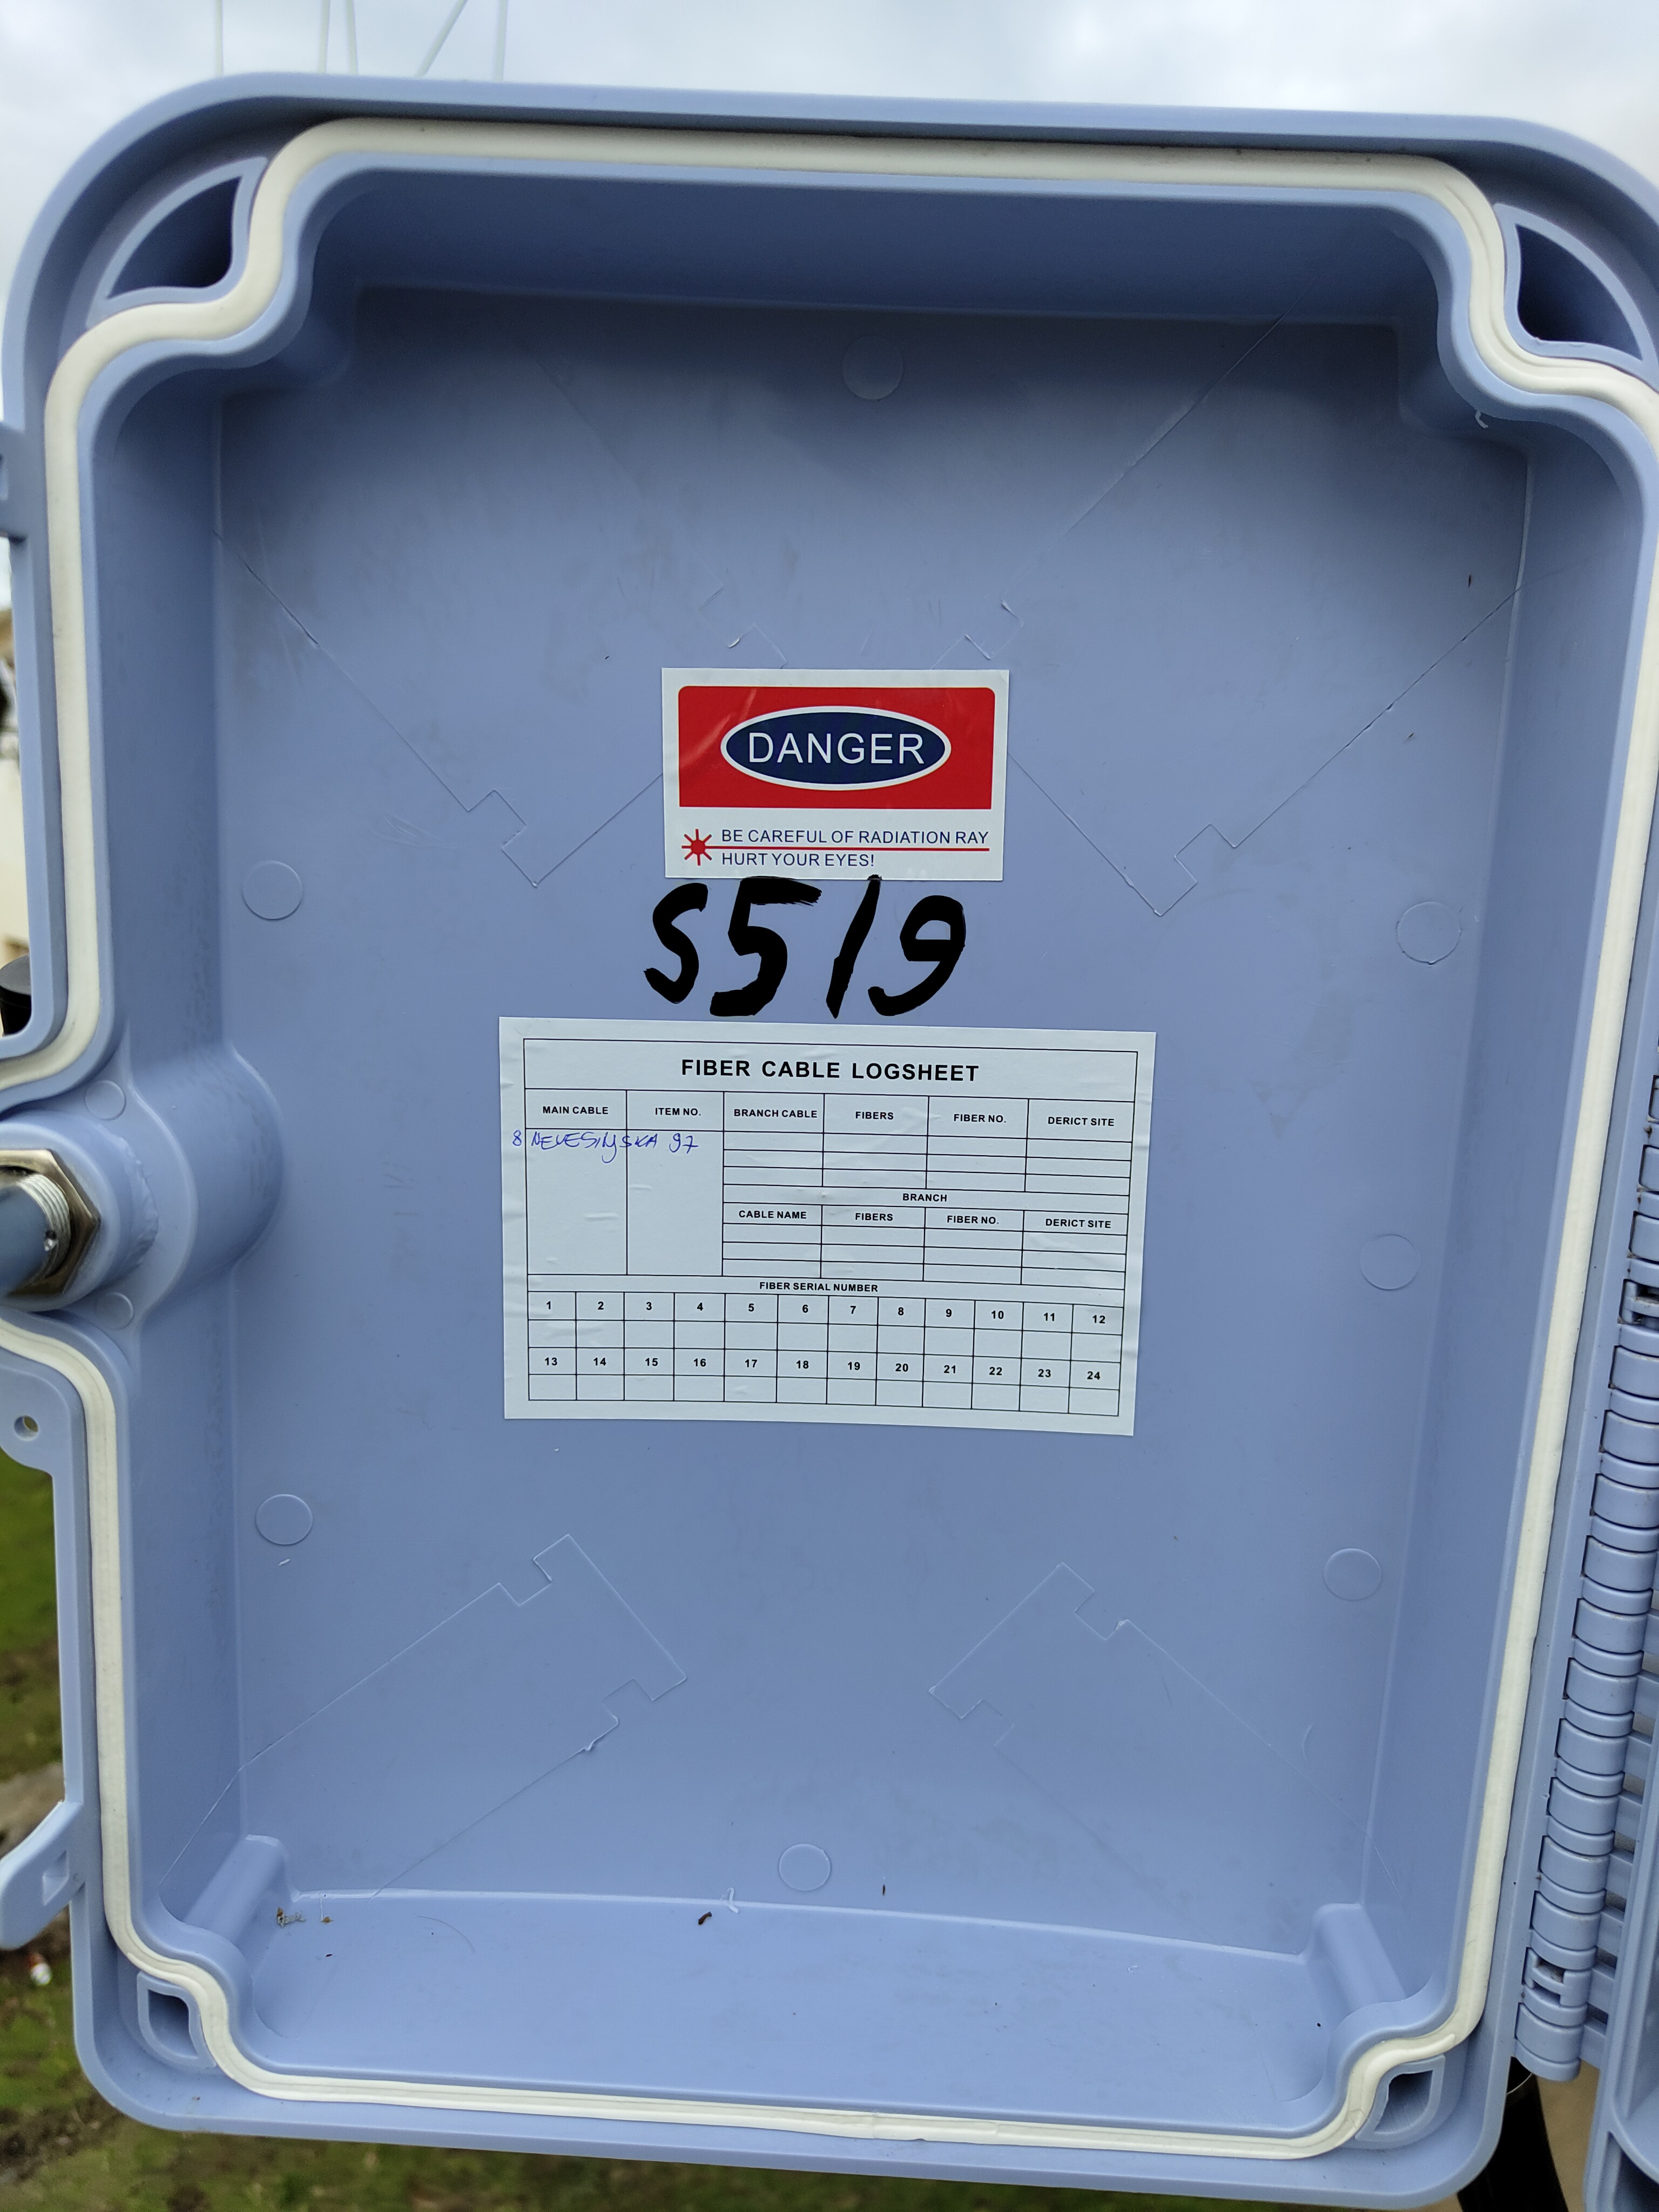 DANGER
BE CAREFUL OF RADIATION RAY
HURT YOUR EYES!
S519
FIBER CABLE LOGSHEET
MAIN CABLE ITEM NO. BRANCH CABLE FIBERS FIBER NO. DERICT SITE
8 NEVESINJSKA 97
BRANCH
CABLE NAME FIBERS FIBER NO. DERICT SITE
FIBER SERIAL NUMBER
1 2 3 4 5 6 7 8 9 10 11 12
13 14 15 16 17 18 19 20 21 22 23 24